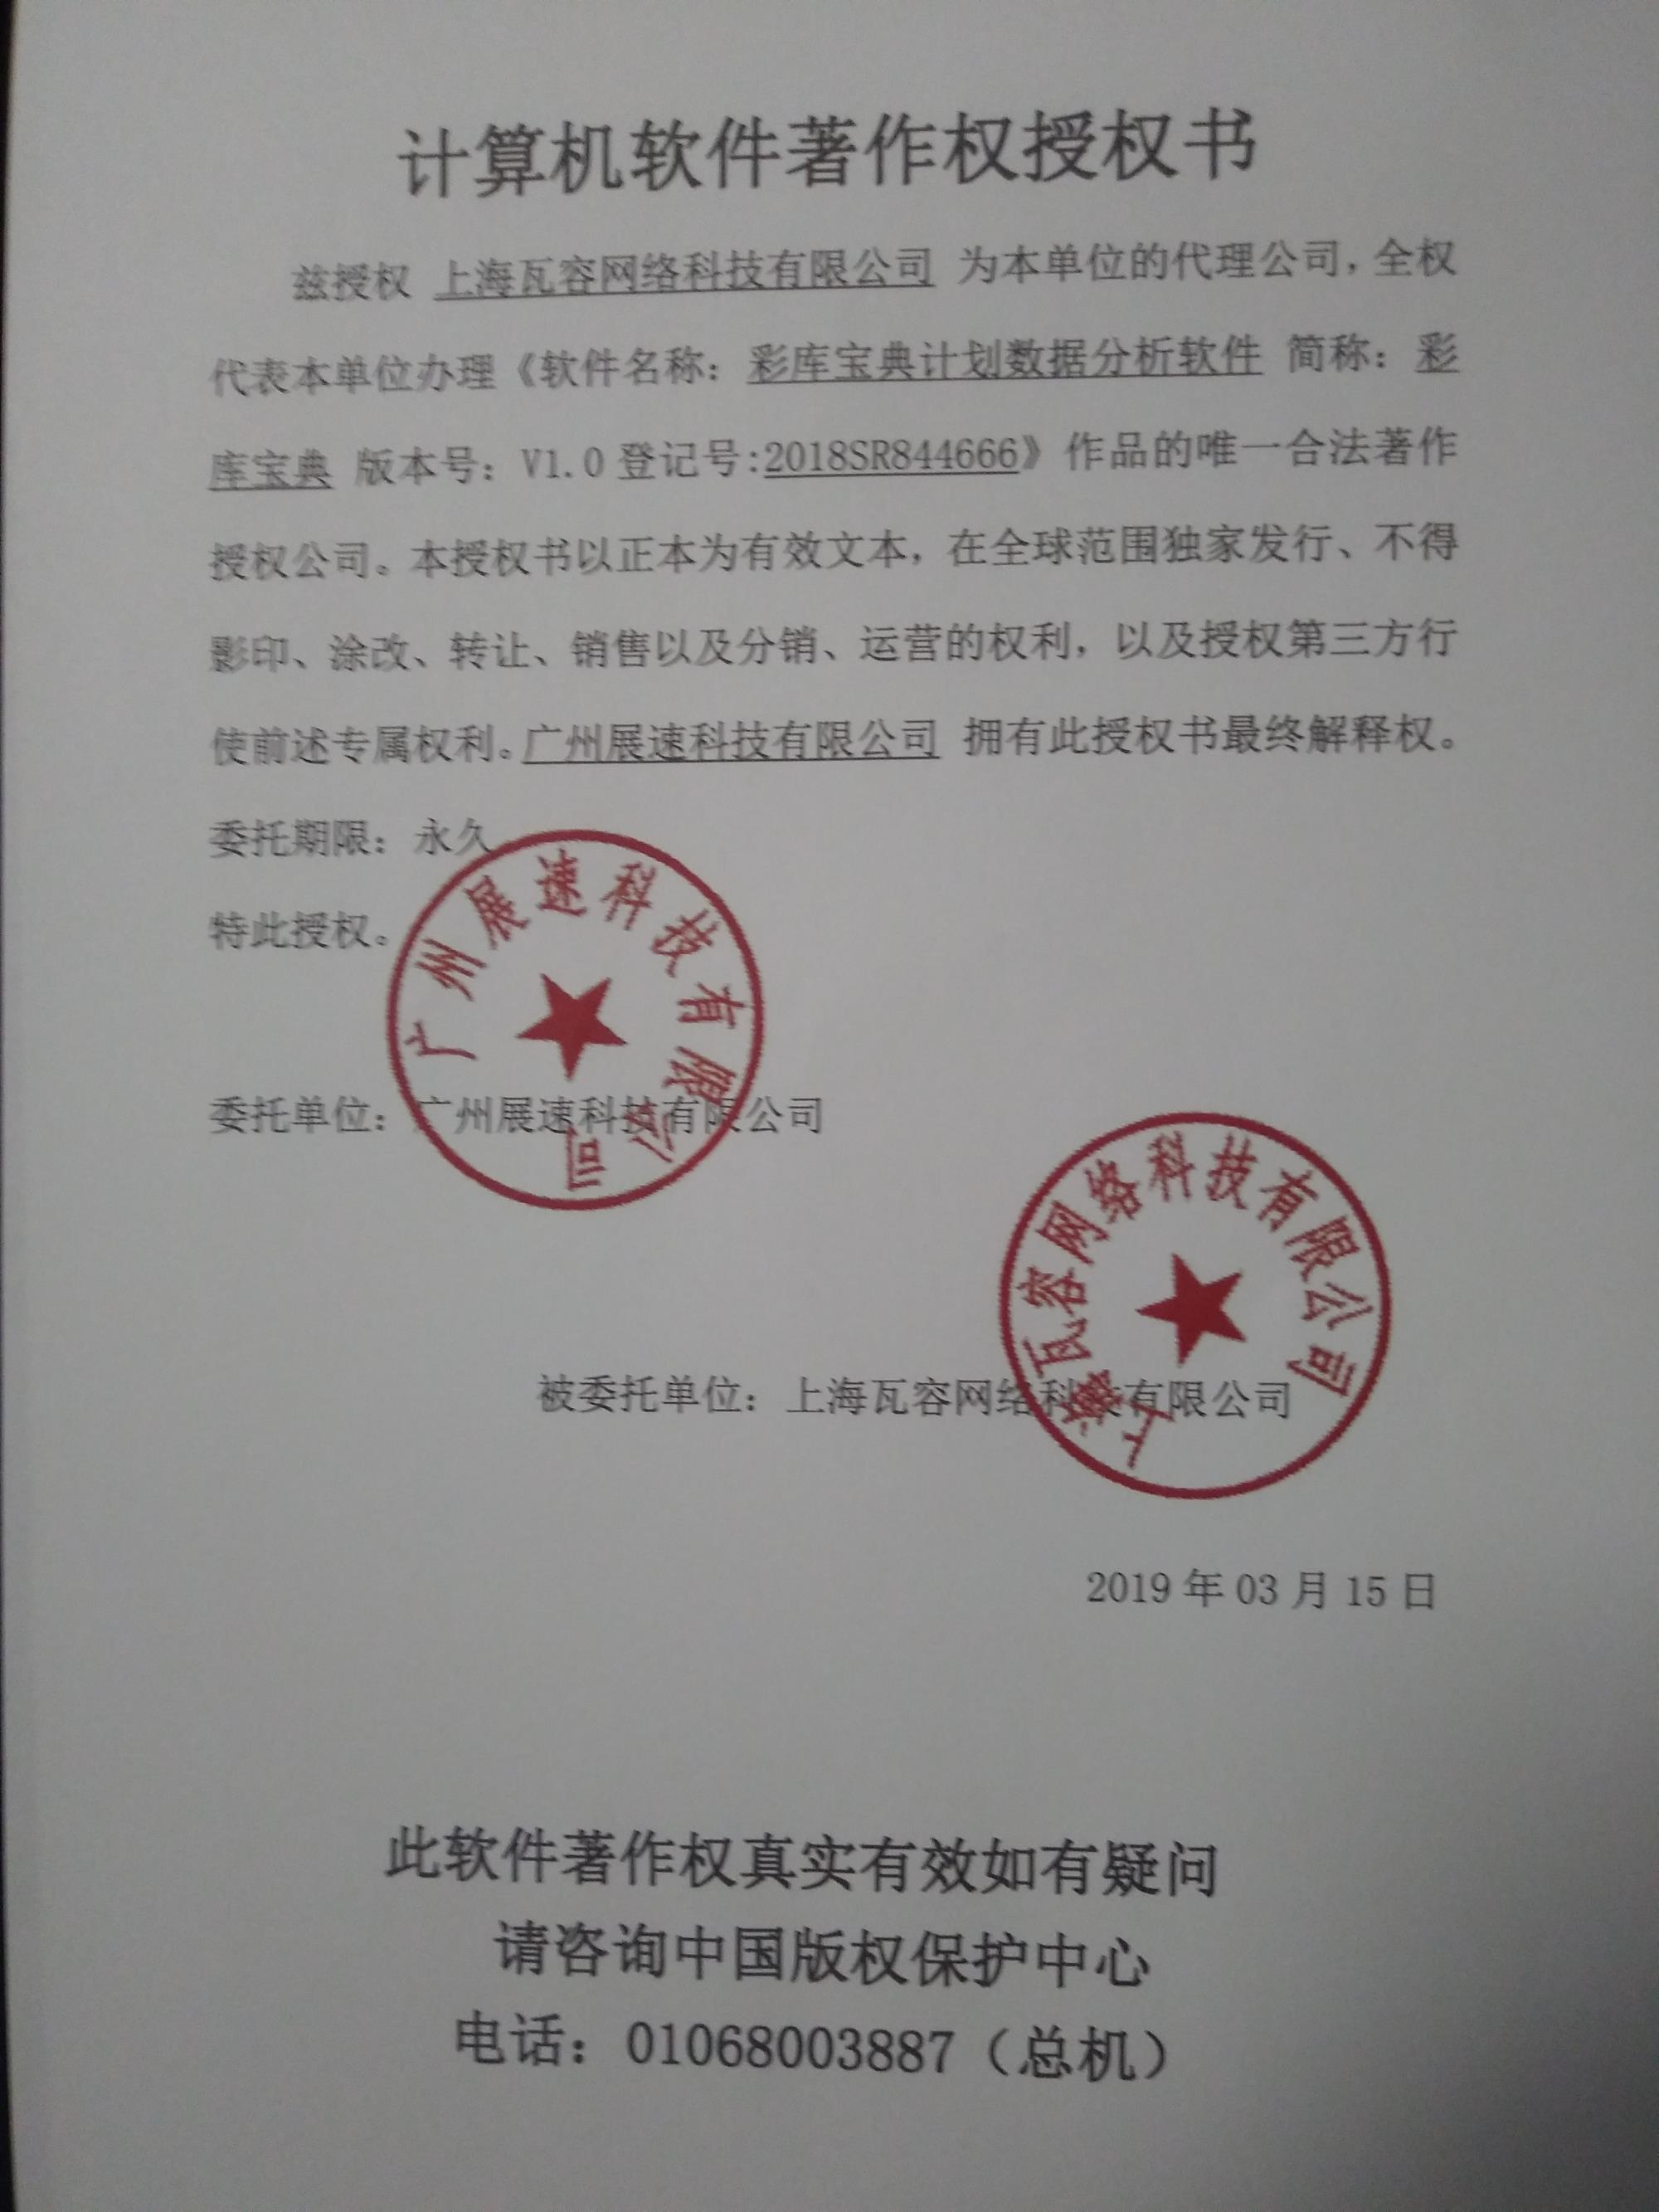 计算机软件著作权授权书
兹授权 上海瓦容网络科技有限公司 为本单位的代理公司，全权
代表本单位办理《软件名称：彩库宝典计划数据分析软件 简称：彩
库宝典 版本号：V1.0 登记号:2018SR844666》作品的唯一合法著作
授权公司。本授权书以正本为有效文本，在全球范围独家发行、不得
影印、涂改、转让、销售以及分销、运营的权利，以及授权第三方行
使前述专属权利。广州展速科技有限公司 拥有此授权书最终解释权。
委托期限：永久
特此授权。
广州展速科技有限公司
委托单位：广州展速科技有限公司
上海瓦容网络科技有限公司
被委托单位：上海瓦容网络科技有限公司
2019 年 03 月 15 日
此软件著作权真实有效如有疑问
请咨询中国版权保护中心
电话：01068003887（总机）